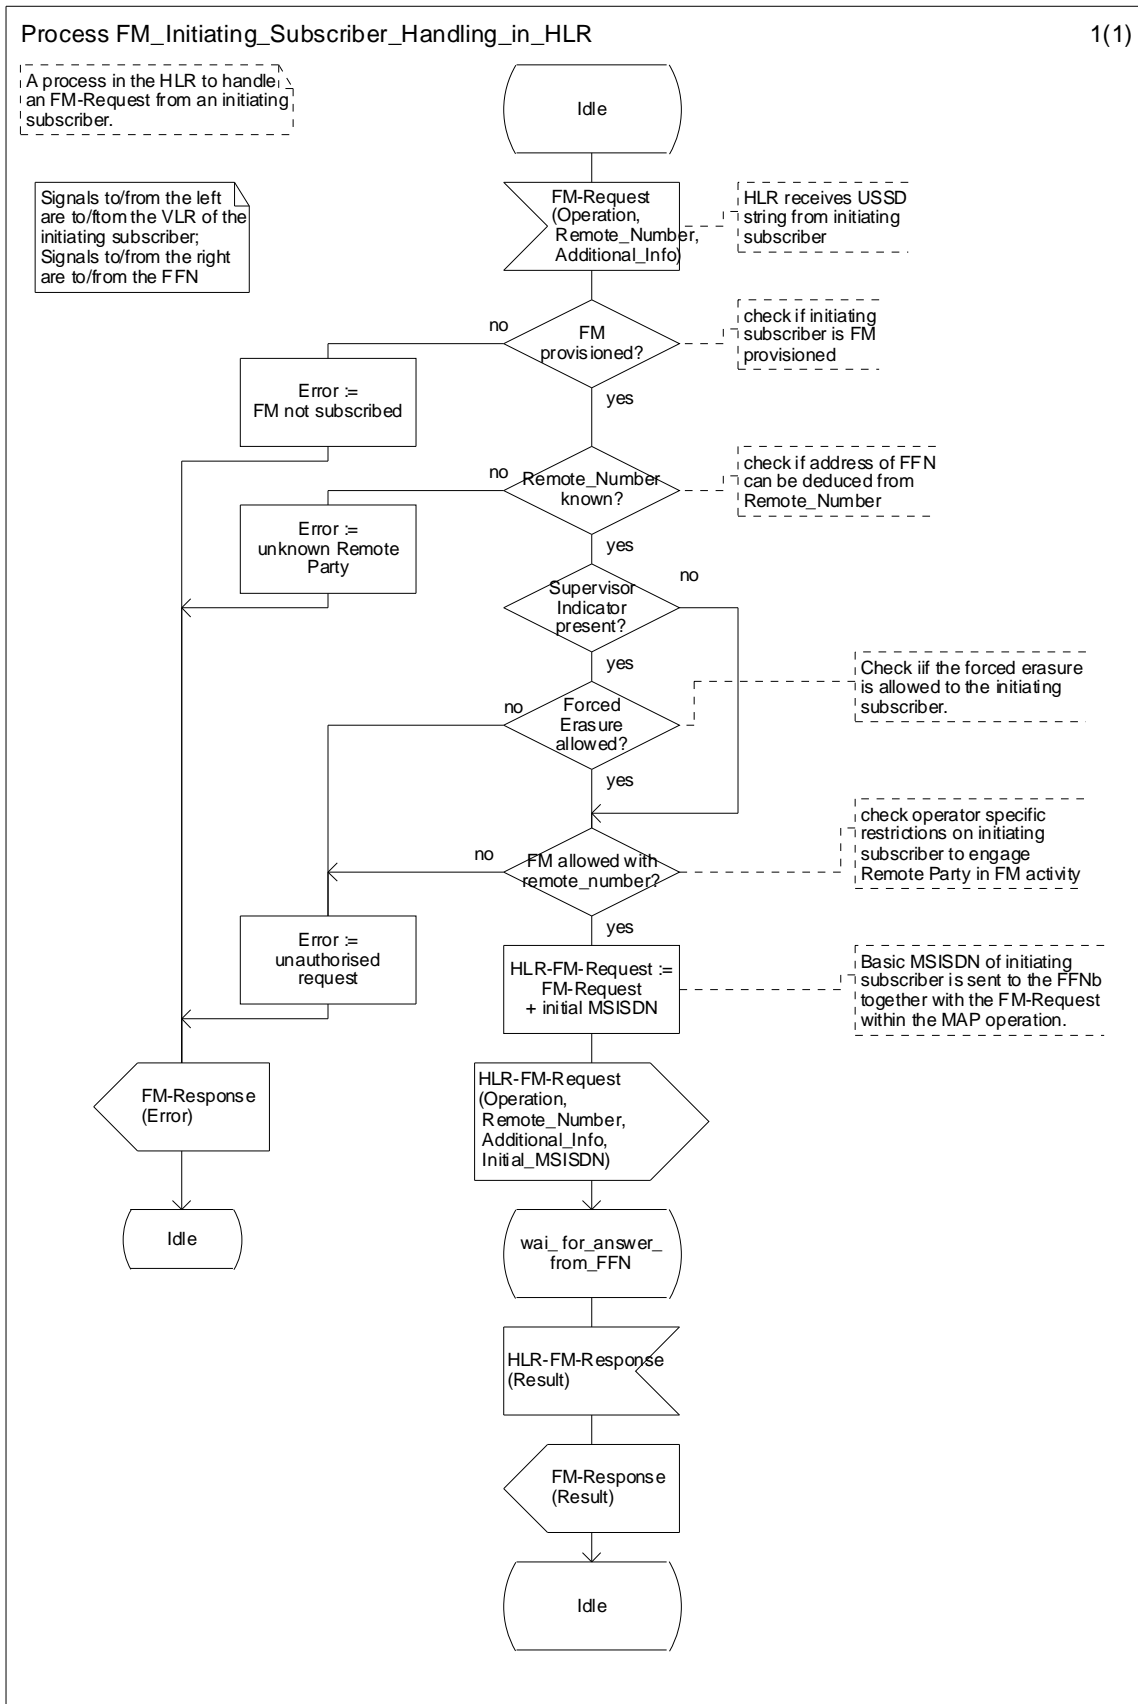 Process FM_Initiating_Subscriber_Handling_in_HLR
1(1)
A process in the HLR to handle
an FM-Request from an initiating
subscriber.
Idle
Signals to/from the left
are to/ftom the VLR of the
initiating subscriber;
Signals to/from the right
are to/from the FFN
FM-Request
(Operation,
Remote_Number,
Additional_Info)
HLR receives USSD
string from initiating
subscriber
no
FM
provisioned?
check if initiating
subscriber is FM
provisioned
Error :=
FM not subscribed
yes
no
Remote_Number
known?
check if address of FFN
can be deduced from
Remote_Number
Error :=
unknown Remote
Party
yes
Supervisor
Indicator
present?
no
yes
Check iif the forced erasure
is allowed to the initiating
subscriber.
no
Forced
Erasure
allowed?
yes
no
FM allowed with
remote_number?
check operator specific
restrictions on initiating
subscriber to engage
Remote Party in FM activity
yes
Error :=
unauthorised
request
HLR-FM-Request :=
FM-Request
+ initial MSISDN
Basic MSISDN of initiating
subscriber is sent to the FFNb
together with the FM-Request
within the MAP operation.
FM-Response
(Error)
HLR-FM-Request
(Operation,
Remote_Number,
Additional_Info,
Initial_MSISDN)
Idle
wai_ for_answer_
from_FFN
HLR-FM-Response
(Result)
FM-Response
(Result)
Idle